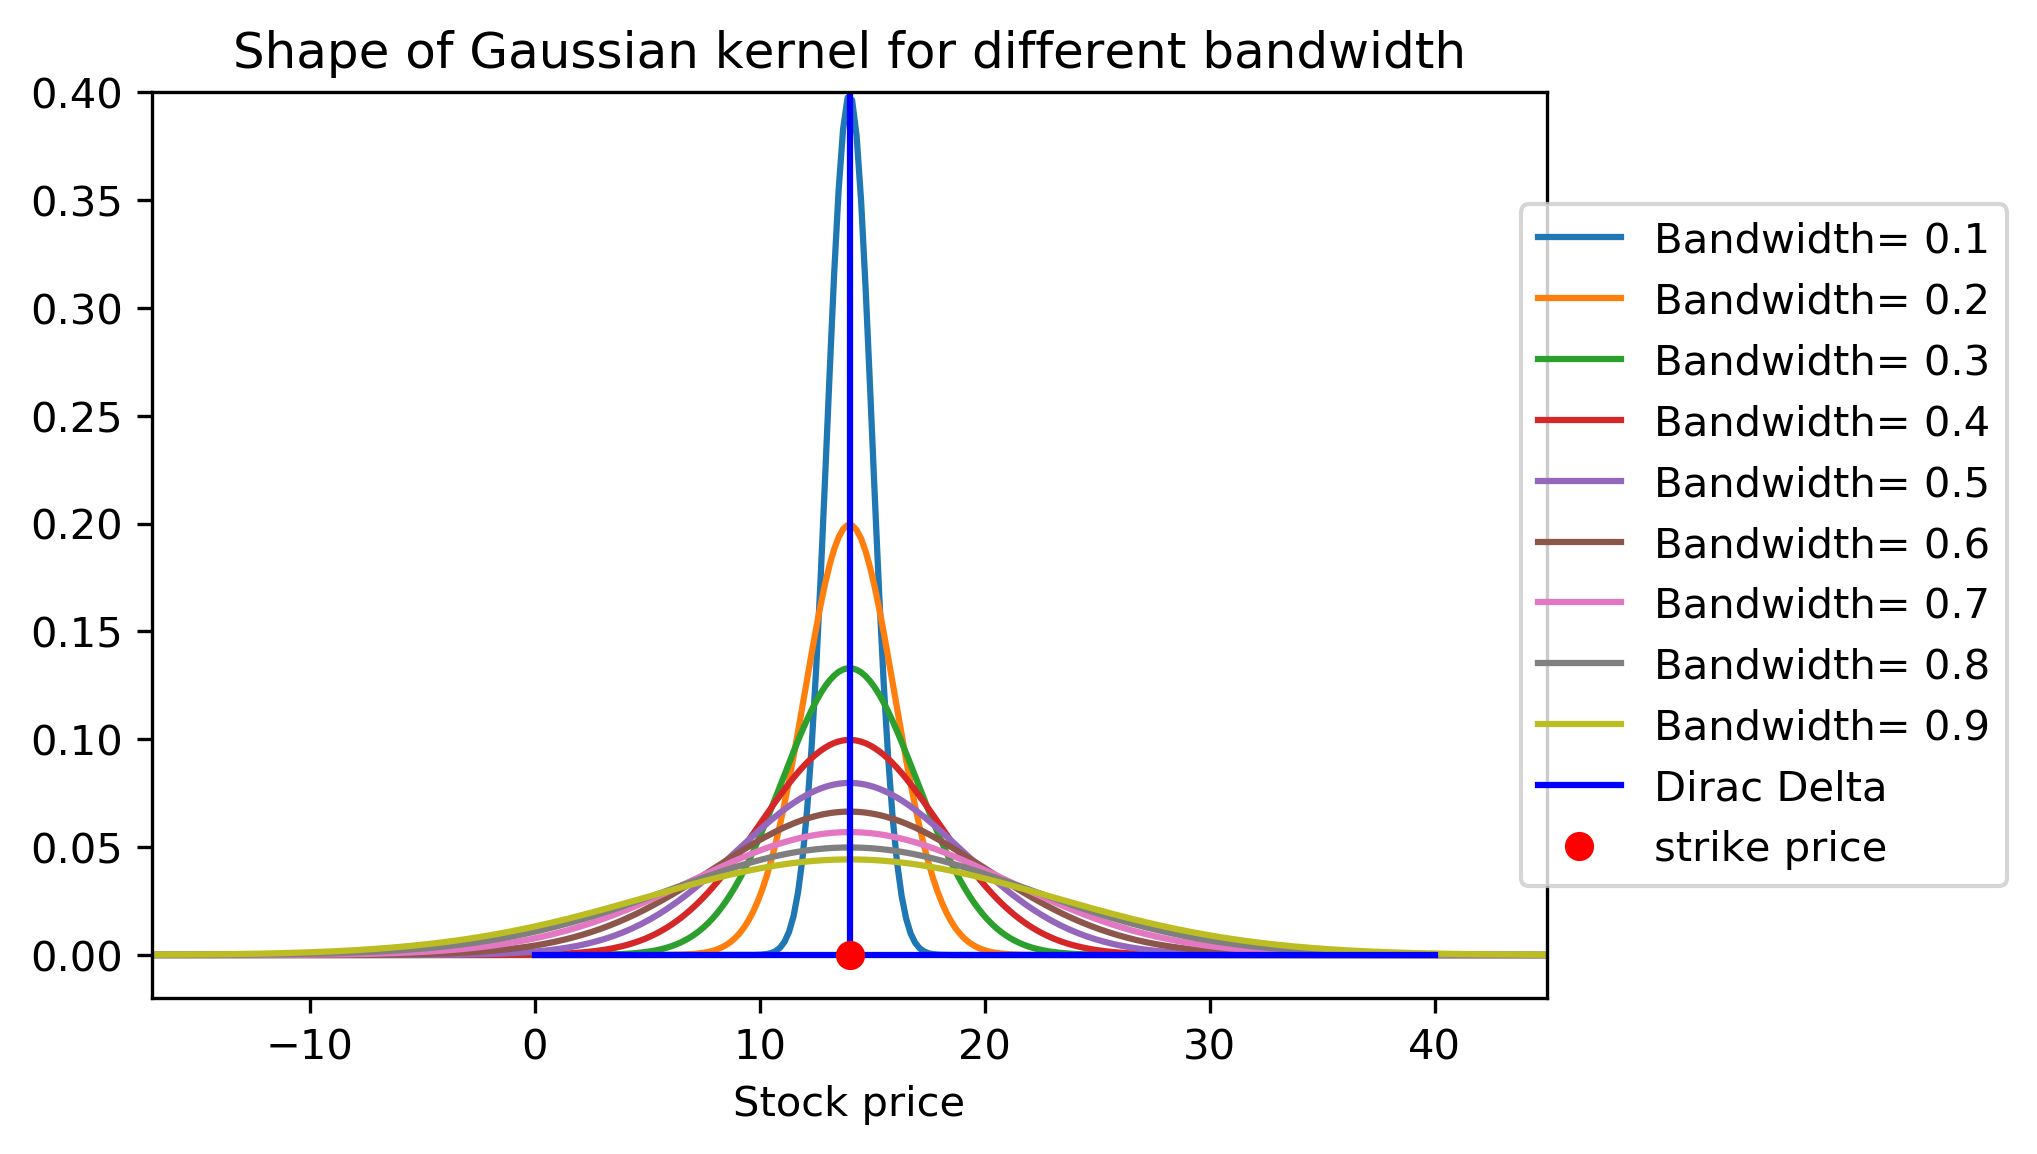 Shape of Gaussian kernel for different bandwidth
0.40
0.35
0.30
0.25
0.20
0.15
0.10
0.05
0.00
−10 0 10 20 30 40
Stock price
Bandwidth= 0.1
Bandwidth= 0.2
Bandwidth= 0.3
Bandwidth= 0.4
Bandwidth= 0.5
Bandwidth= 0.6
Bandwidth= 0.7
Bandwidth= 0.8
Bandwidth= 0.9
Dirac Delta
strike price